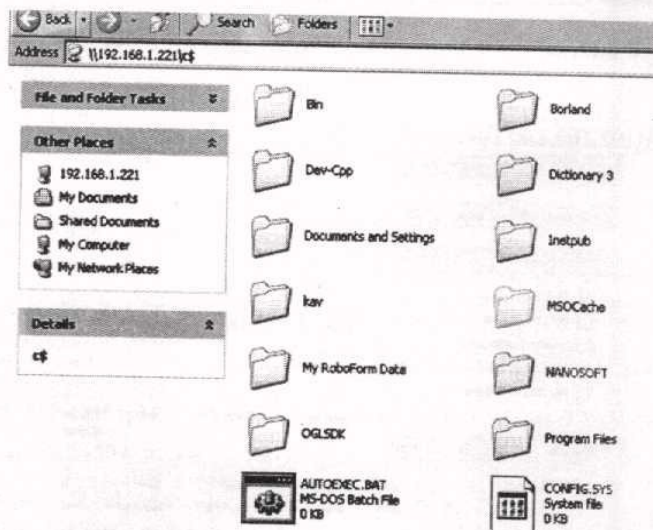 Back Search Folders
Address \\192.168.1.221\c$
File and Folder Tasks
Other Places
192.168.1.221
My Documents
Shared Documents
My Computer
My Network Places
Details
c$
Bin
Borland
Dev-Cpp
Dictionary 3
Documents and Settings
Inetpub
kav
MSOCache
My RoboForm Data
NANOSOFT
OGLSDK
Program Files
AUTOEXEC.BAT
MS-DOS Batch File
0 KB
CONFIG.SYS
System file
0 KB